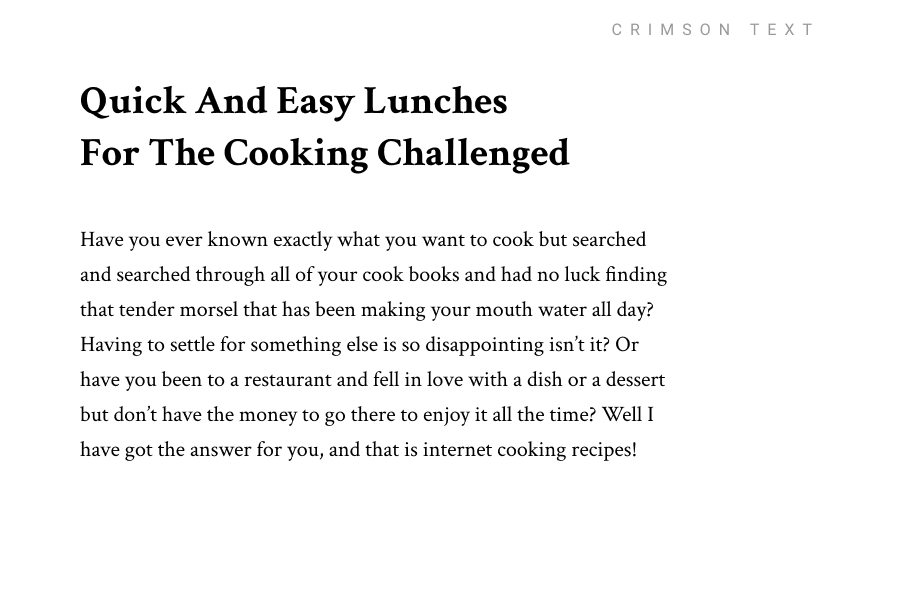 CRIMSON TEXT
Quick And Easy Lunches
For The Cooking Challenged
Have you ever known exactly what you want to cook but searched
and searched through all of your cook books and had no luck finding
that tender morsel that has been making your mouth water all day?
Having to settle for something else is so disappointing isn’t it? Or
have you been to a restaurant and fell in love with a dish or a dessert
but don’t have the money to go there to enjoy it all the time? Well I
have got the answer for you, and that is internet cooking recipes!